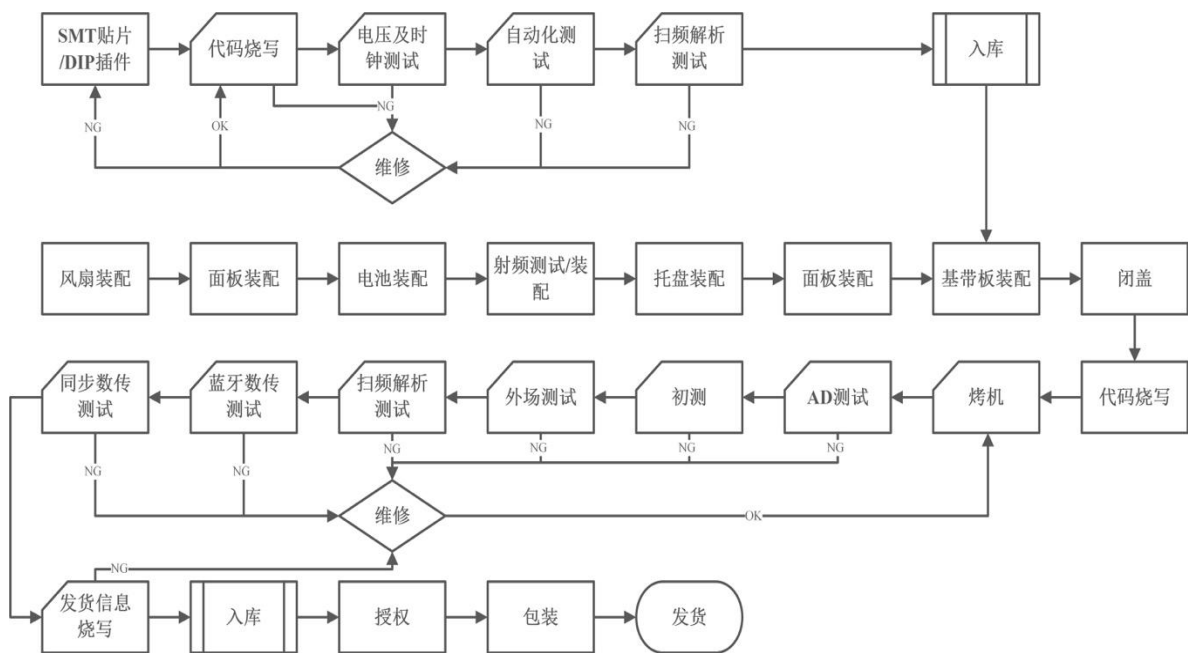 SMT贴片
/DIP插件
代码烧写
电压及时
钟测试
自动化测
试
扫频解析
测试
入库
NG
OK
NG
NG
NG
维修
风扇装配
面板装配
电池装配
射频测试/装
配
托盘装配
面板装配
基带板装配
闭盖
同步数传
测试
蓝牙数传
测试
扫频解析
测试
外场测试
初测
AD测试
烤机
代码烧写
NG
NG
NG
NG
NG
NG
维修
OK
NG
发货信息
烧写
入库
授权
包装
发货